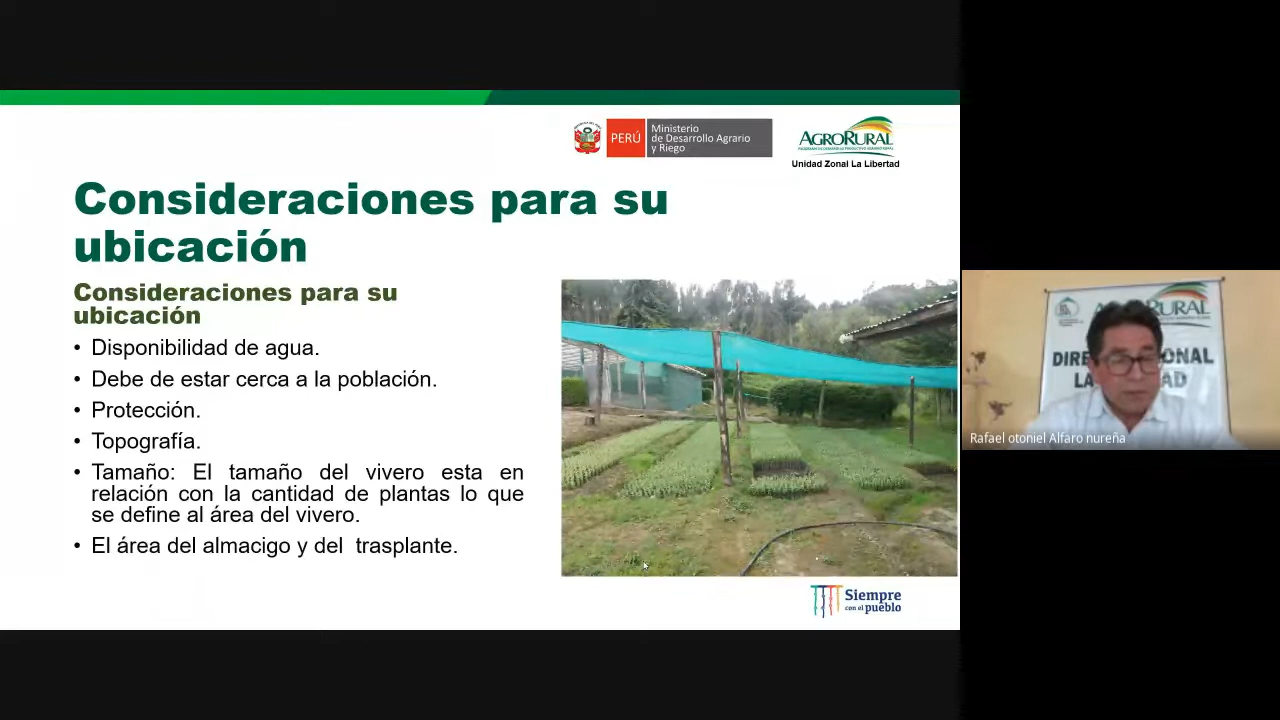 PERÚ
Ministerio
de Desarrollo Agrario
y Riego
AGRORURAL
Unidad Zonal La Libertad
Consideraciones para su
ubicación
Consideraciones para su
ubicación
• Disponibilidad de agua.
• Debe de estar cerca a la población.
• Protección.
• Topografía.
• Tamaño: El tamaño del vivero esta en
relación con la cantidad de plantas lo que
se define al área del vivero.
• El área del almacigo y del trasplante.
Siempre
con el pueblo
AGRORURAL
Rafael otoniel Alfaro nureña